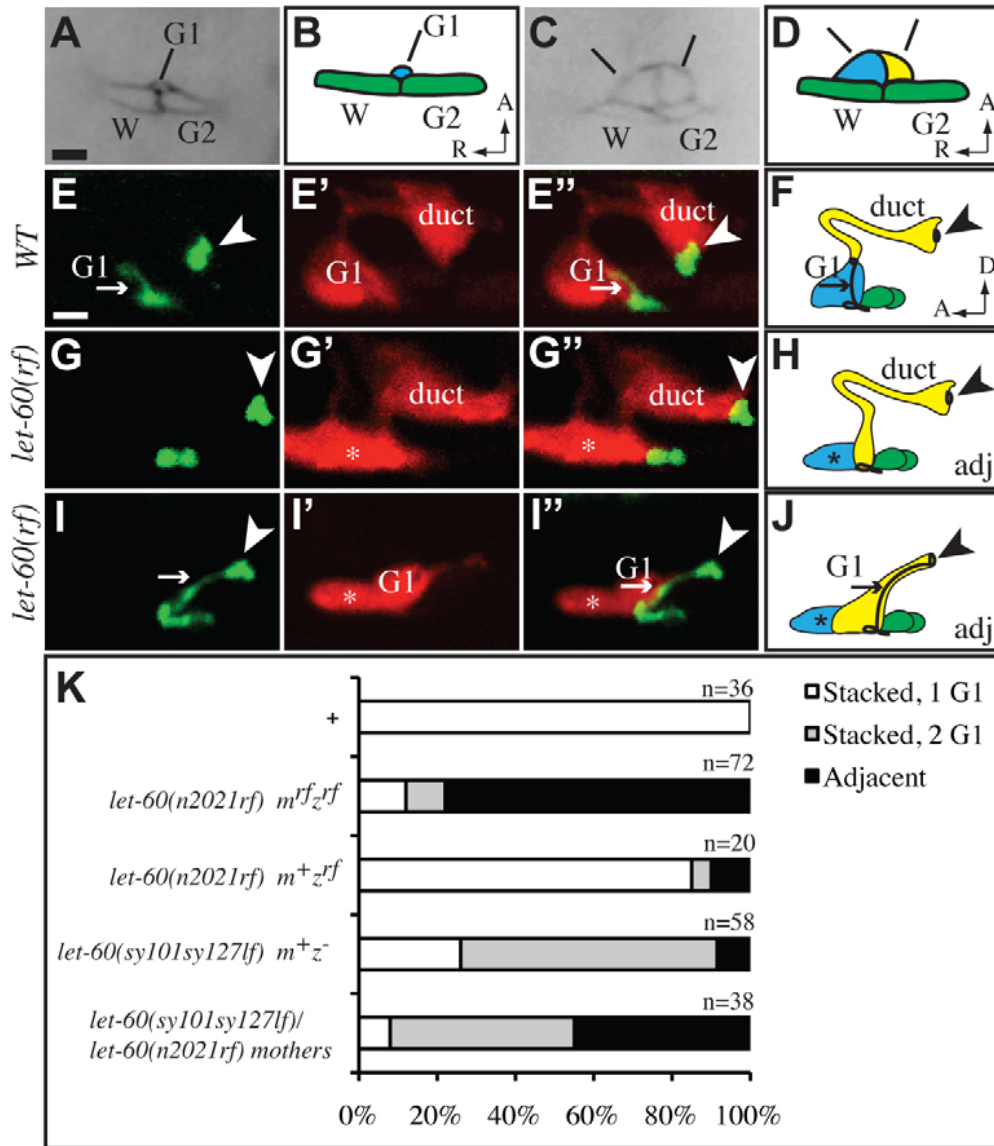 A G1 W G2
B G1 W G2 A R
C W G2
D W G2 A R
WT
E G1
E' duct G1
E" duct G1
F duct G1 D A
let-60(rf)
G
G' duct *
G" duct *
H duct * adj
let-60(rf)
I
I' G1 *
I" G1 *
J G1 * adj
K
+ n=36
let-60(n2021rf) m^rf z^rf n=72
let-60(n2021rf) m^+ z^rf n=20
let-60(sy101sy127lf) m^+ z^- n=58
let-60(sy101sy127lf)/
let-60(n2021rf) mothers n=38
0% 20% 40% 60% 80% 100%
Stacked, 1 G1
Stacked, 2 G1
Adjacent